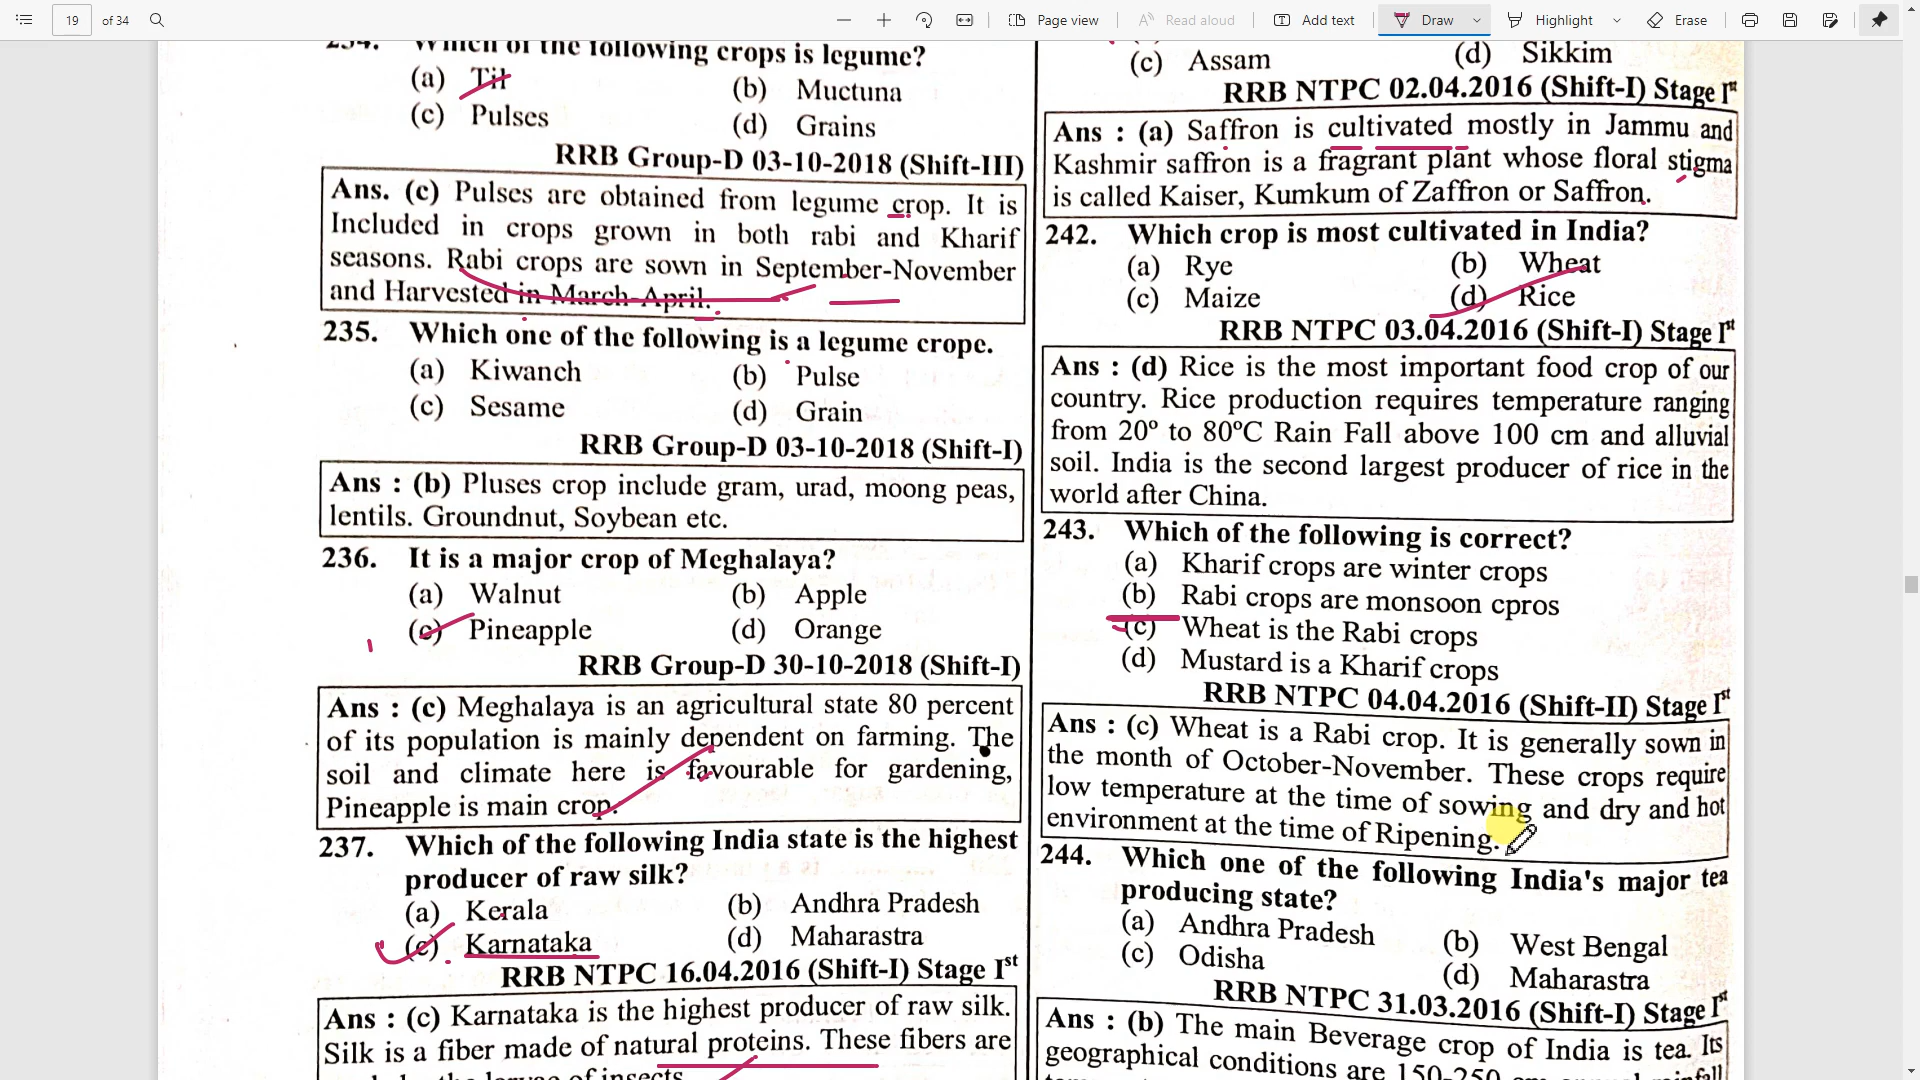 19 of 34
Page view
Read aloud
Add text
Draw
Highlight
Erase
234. Which of the following crops is legume?
(a) Til (b) Muctuna
(c) Pulses (d) Grains
RRB Group-D 03-10-2018 (Shift-III)
Ans. (c) Pulses are obtained from legume crop. It is
Included in crops grown in both rabi and Kharif
seasons. Rabi crops are sown in September-November
and Harvested in March-April.
235. Which one of the following is a legume crope.
(a) Kiwanch (b) Pulse
(c) Sesame (d) Grain
RRB Group-D 03-10-2018 (Shift-I)
Ans : (b) Pluses crop include gram, urad, moong peas,
lentils. Groundnut, Soybean etc.
236. It is a major crop of Meghalaya?
(a) Walnut (b) Apple
(c) Pineapple (d) Orange
RRB Group-D 30-10-2018 (Shift-I)
Ans : (c) Meghalaya is an agricultural state 80 percent
of its population is mainly dependent on farming. The
soil and climate here is favourable for gardening,
Pineapple is main crop.
237. Which of the following India state is the highest
producer of raw silk?
(a) Kerala (b) Andhra Pradesh
(c) Karnataka (d) Maharastra
RRB NTPC 16.04.2016 (Shift-I) Stage Ist
Ans : (c) Karnataka is the highest producer of raw silk.
Silk is a fiber made of natural proteins. These fibers are
the larvae of insects
(c) Assam (d) Sikkim
RRB NTPC 02.04.2016 (Shift-I) Stage Ist
Ans : (a) Saffron is cultivated mostly in Jammu and
Kashmir saffron is a fragrant plant whose floral stigma
is called Kaiser, Kumkum of Zaffron or Saffron.
242. Which crop is most cultivated in India?
(a) Rye (b) Wheat
(c) Maize (d) Rice
RRB NTPC 03.04.2016 (Shift-I) Stage Ist
Ans : (d) Rice is the most important food crop of our
country. Rice production requires temperature ranging
from 20º to 80ºC Rain Fall above 100 cm and alluvial
soil. India is the second largest producer of rice in the
world after China.
243. Which of the following is correct?
(a) Kharif crops are winter crops
(b) Rabi crops are monsoon cpros
(c) Wheat is the Rabi crops
(d) Mustard is a Kharif crops
RRB NTPC 04.04.2016 (Shift-II) Stage Ist
Ans : (c) Wheat is a Rabi crop. It is generally sown in
the month of October-November. These crops require
low temperature at the time of sowing and dry and hot
environment at the time of Ripening.
244. Which one of the following India's major tea
producing state?
(a) Andhra Pradesh (b) West Bengal
(c) Odisha (d) Maharastra
RRB NTPC 31.03.2016 (Shift-I) Stage Ist
Ans : (b) The main Beverage crop of India is tea. Its
geographical conditions are 150-250 cm annual rainfall